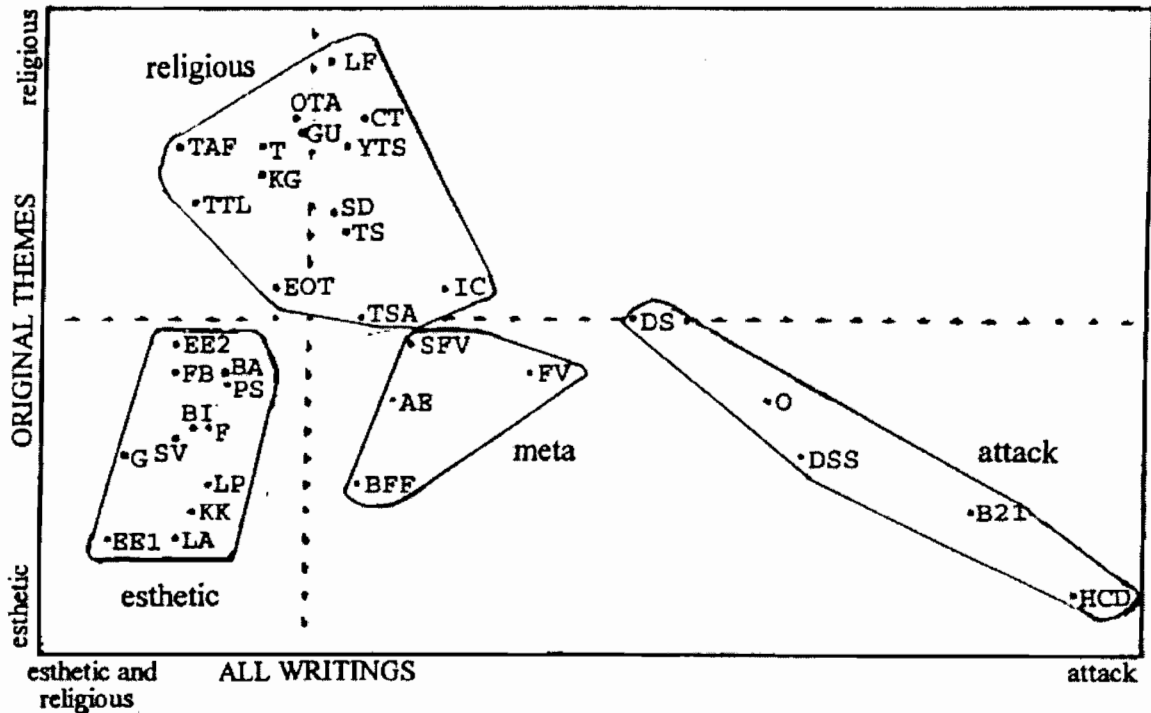 religious
ORIGINAL THEMES
esthetic
religious
LF
OTA
CT
GU
TAF
T
YTS
KG
TTL
SD
TS
EOT
IC
TSA
DS
EE2
SFV
FB
BA
FV
PS
AE
O
BI
F
G
SV
meta
DSS
attack
LP
BFF
KK
B21
EE1
LA
esthetic
HCD
esthetic and
religious
ALL WRITINGS
attack